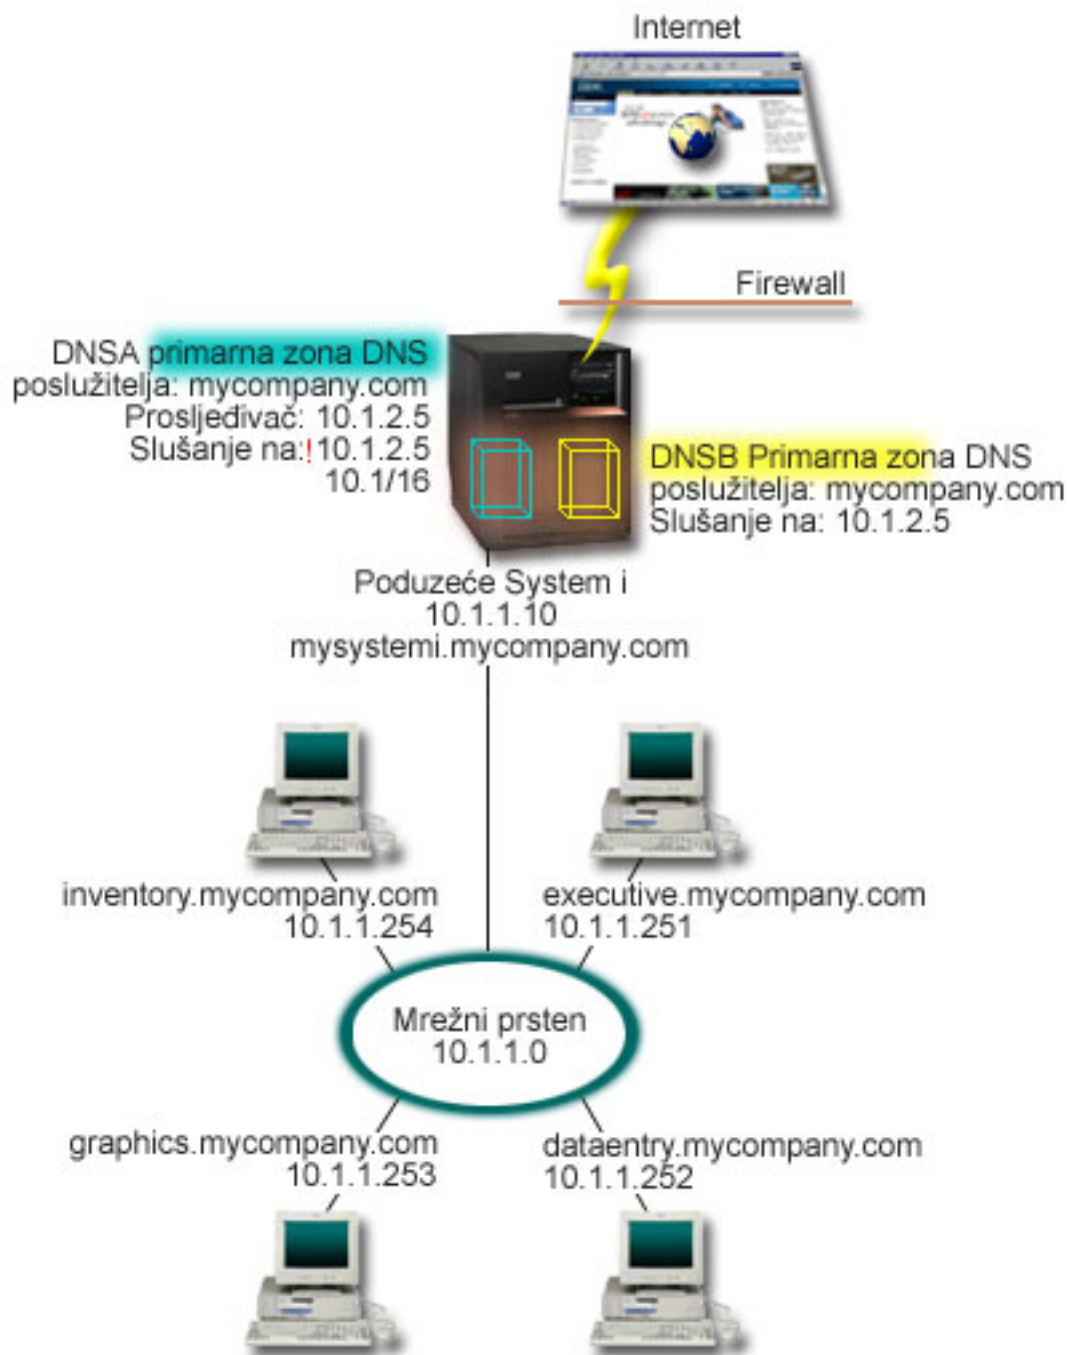 Internet
Firewall
DNSA primarna zona DNS
poslužitelja: mycompany.com
Prosljeđivač: 10.1.2.5
Slušanje na:!10.1.2.5
10.1/16
DNSB Primarna zona DNS
poslužitelja: mycompany.com
Slušanje na: 10.1.2.5
Poduzeće System i
10.1.1.10
mysystemi.mycompany.com
inventory.mycompany.com
10.1.1.254
executive.mycompany.com
10.1.1.251
Mrežni prsten
10.1.1.0
graphics.mycompany.com
10.1.1.253
dataentry.mycompany.com
10.1.1.252